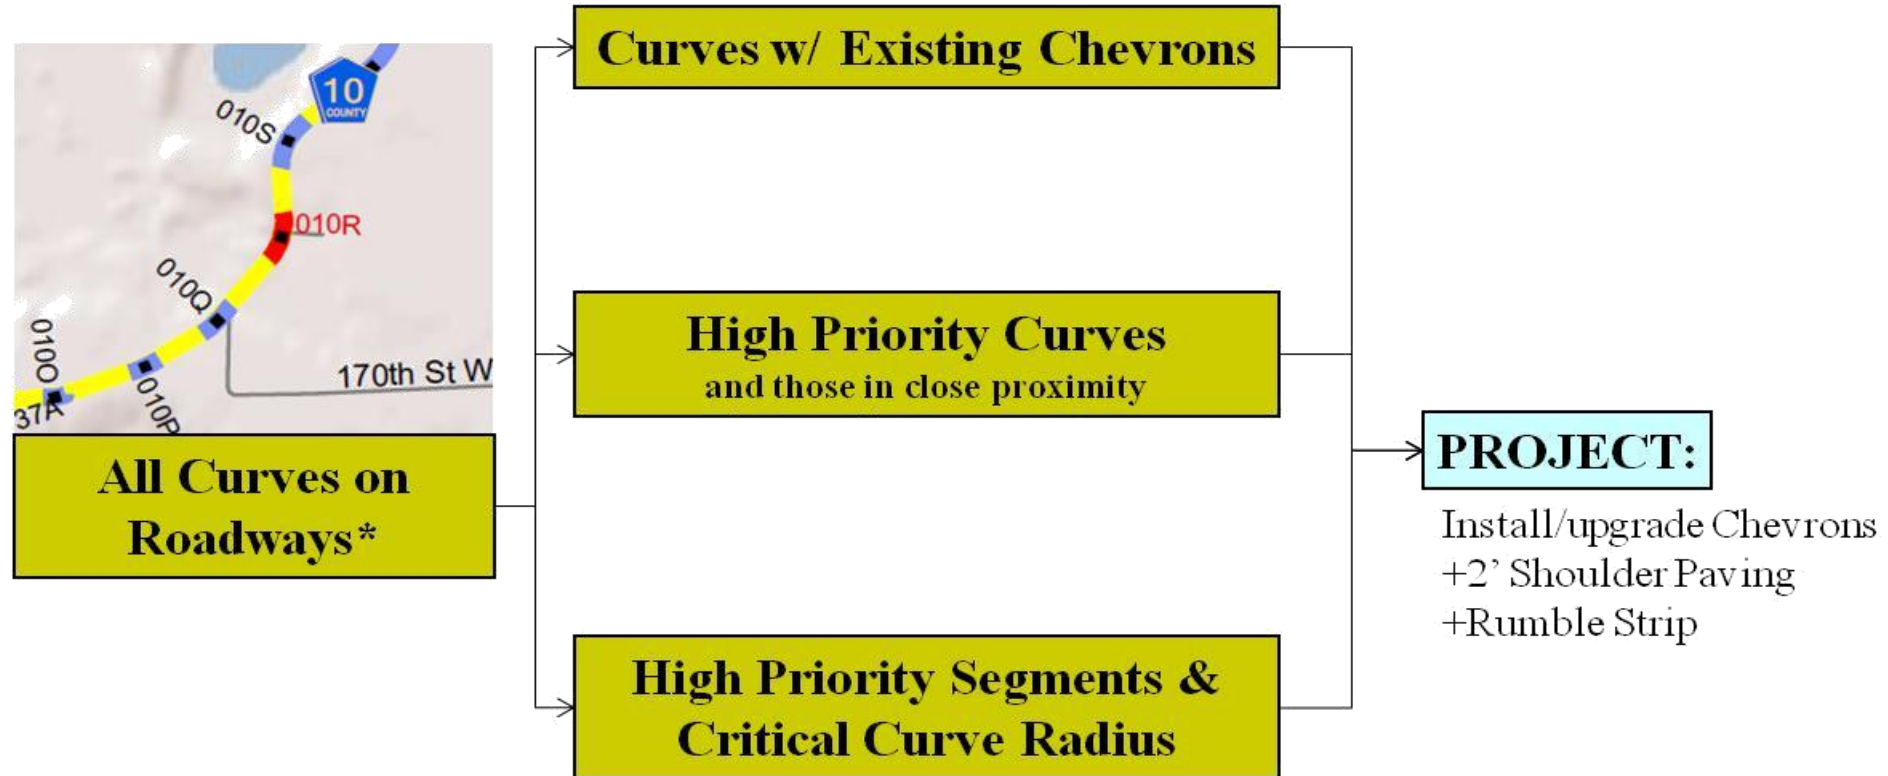 10
COUNTY
010S
010R
010Q
010O
010P
37A
170th St W
All Curves on
Roadways*
Curves w/ Existing Chevrons
High Priority Curves
and those in close proximity
High Priority Segments &
Critical Curve Radius
PROJECT:
Install/upgrade Chevrons
+2’ Shoulder Paving
+Rumble Strip